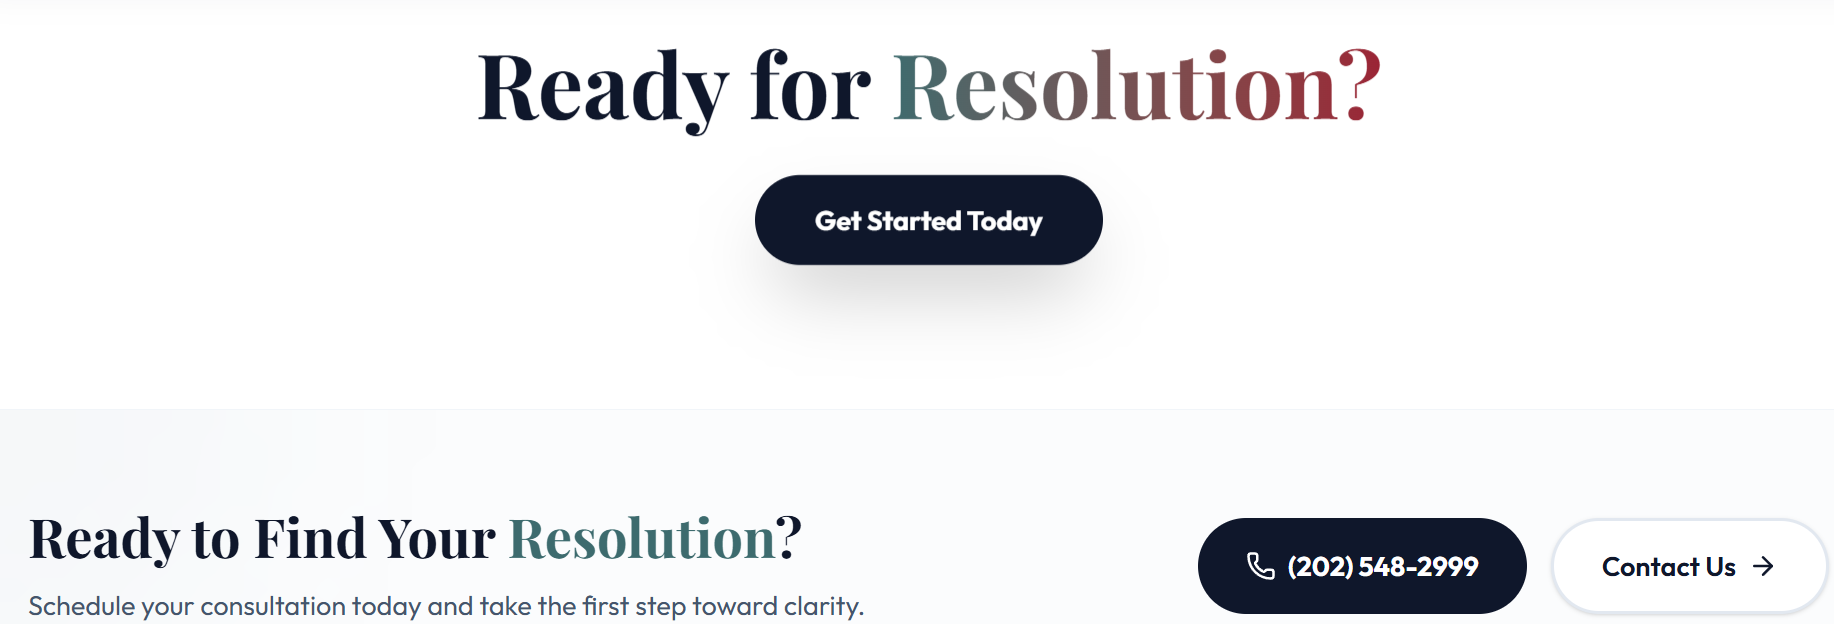 Ready for Resolution?
Get Started Today
Ready to Find Your Resolution?
Schedule your consultation today and take the first step toward clarity.
(202) 548-2999
Contact Us